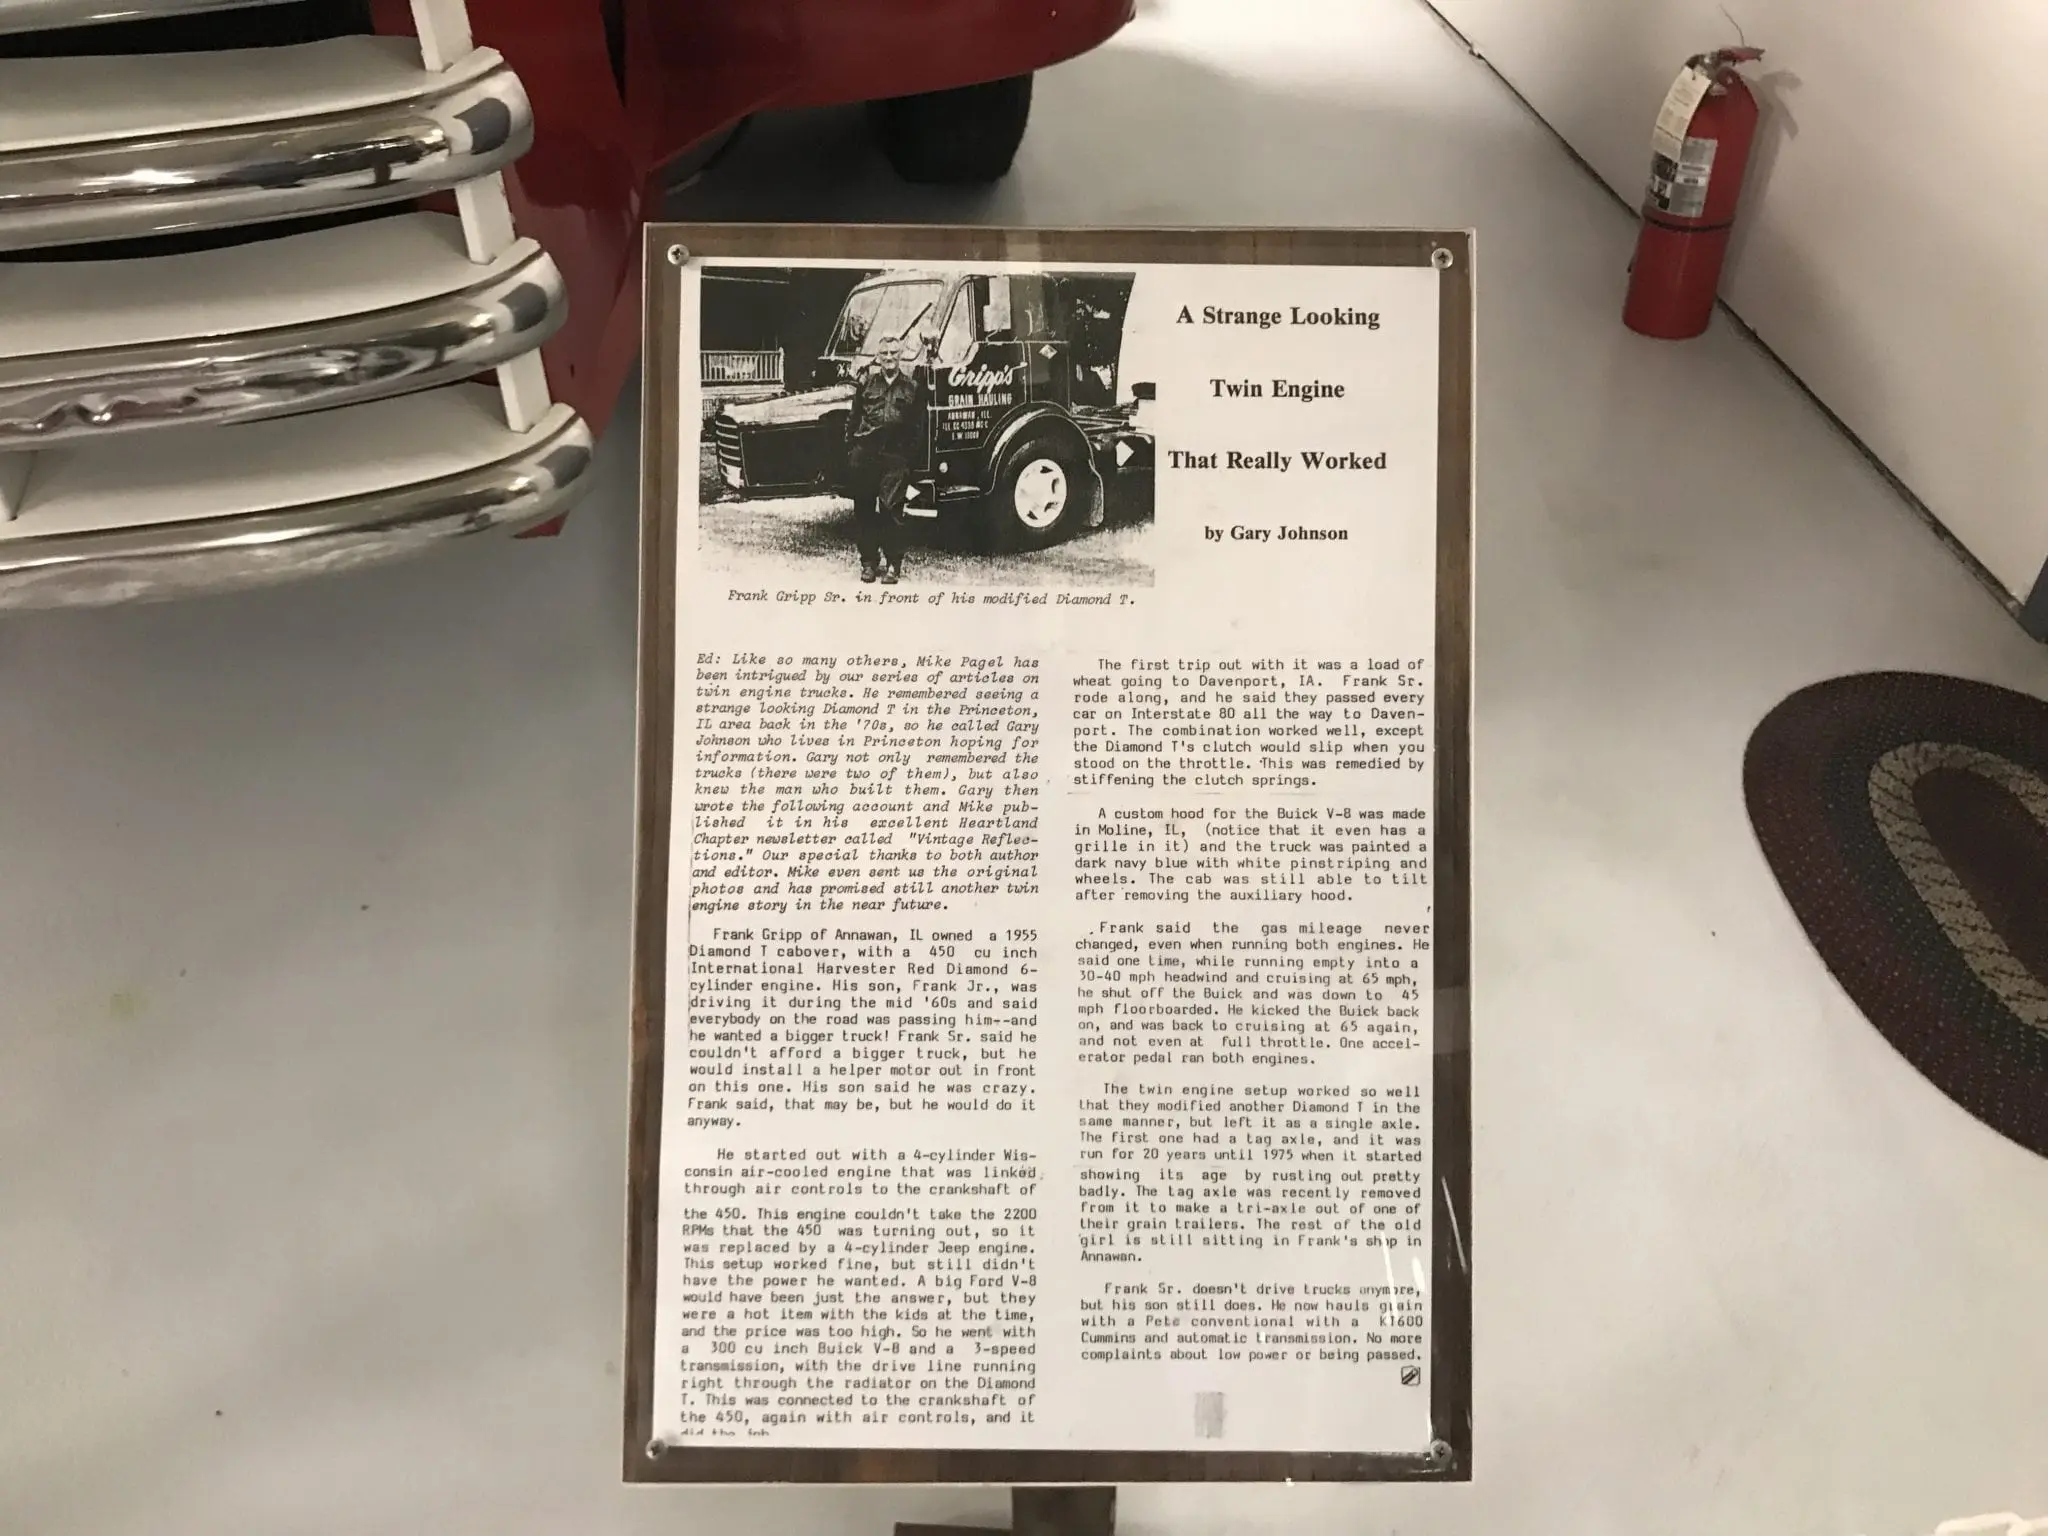 A Strange Looking
Twin Engine
That Really Worked
by Gary Johnson
Gripp's
GRAIN HAULING
ANNAWAN, ILL.
Frank Gripp Sr. in front of his modified Diamond T.
Ed: Like so many others, Mike Pagel has
been intrigued by our series of articles on
twin engine trucks. He remembered seeing a
strange looking Diamond T in the Princeton,
IL area back in the '70s, so he called Gary
Johnson who lives in Princeton hoping for
information. Gary not only remembered the
trucks (there were two of them), but also
knew the man who built them. Gary then
wrote the following account and Mike pub-
lished it in his excellent Heartland
Chapter newsletter called "Vintage Reflec-
tions." Our special thanks to both author
and editor. Mike even sent us the original
photos and has promised still another twin
engine story in the near future.
Frank Gripp of Annawan, IL owned a 1955
Diamond T cabover, with a 450 cu inch
International Harvester Red Diamond 6-
cylinder engine. His son, Frank Jr., was
driving it during the mid '60s and said
everybody on the road was passing him--and
he wanted a bigger truck! Frank Sr. said he
couldn't afford a bigger truck, but he
would install a helper motor out in front
on this one. His son said he was crazy.
Frank said, that may be, but he would do it
anyway.
He started out with a 4-cylinder Wis-
consin air-cooled engine that was linked
through air controls to the crankshaft of
the 450. This engine couldn't take the 2200
RPMs that the 450 was turning out, so it
was replaced by a 4-cylinder Jeep engine.
This setup worked fine, but still didn't
have the power he wanted. A big Ford V-8
would have been just the answer, but they
were a hot item with the kids at the time,
and the price was too high. So he went with
a 300 cu inch Buick V-8 and a 3-speed
transmission, with the drive line running
right through the radiator on the Diamond
T. This was connected to the crankshaft of
the 450, again with air controls, and it
did the job
The first trip out with it was a load of
wheat going to Davenport, IA. Frank Sr.
rode along, and he said they passed every
car on Interstate 80 all the way to Daven-
port. The combination worked well, except
the Diamond T's clutch would slip when you
stood on the throttle. This was remedied by
stiffening the clutch springs.
A custom hood for the Buick V-8 was made
in Moline, IL, (notice that it even has a
grille in it) and the truck was painted a
dark navy blue with white pinstriping and
wheels. The cab was still able to tilt
after removing the auxiliary hood.
Frank said the gas mileage never
changed, even when running both engines. He
said one time, while running empty into a
30-40 mph headwind and cruising at 65 mph,
he shut off the Buick and was down to 45
mph floorboarded. He kicked the Buick back
on, and was back to cruising at 65 again,
and not even at full throttle. One accel-
erator pedal ran both engines.
The twin engine setup worked so well
that they modified another Diamond T in the
same manner, but left it as a single axle.
The first one had a tag axle, and it was
run for 20 years until 1975 when it started
showing its age by rusting out pretty
badly. The tag axle was recently removed
from it to make a tri-axle out of one of
their grain trailers. The rest of the old
girl is still sitting in Frank's shop in
Annawan.
Frank Sr. doesn't drive trucks anymore,
but his son still does. He now hauls grain
with a Pete conventional with a KT600
Cummins and automatic transmission. No more
complaints about low power or being passed.